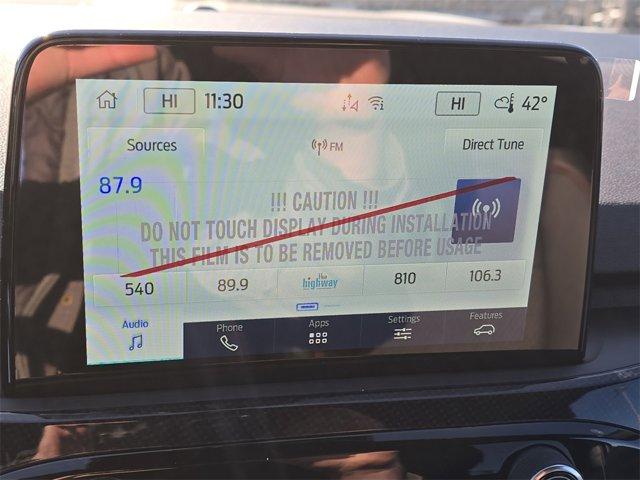 HI 11:30 HI 42°
Sources FM Direct Tune
87.9
!!! CAUTION !!!
DO NOT TOUCH DISPLAY DURING INSTALLATION
THIS FILM IS TO BE REMOVED BEFORE USAGE
540 89.9 the highway 810 106.3
Audio Phone Apps Settings Features